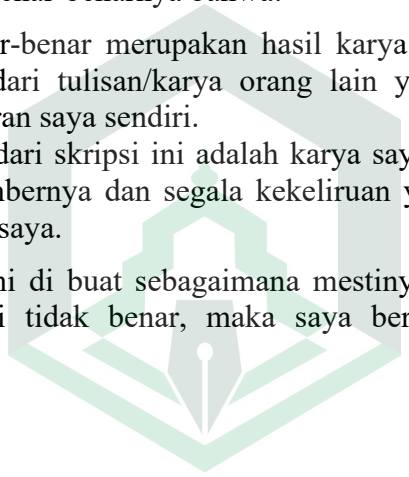 r-benar merupakan hasil karya
dari tulisan/karya orang lain y
ran saya sendiri.
dari skripsi ini adalah karya say
mbernya dan segala kekeliruan y
saya.
ni di buat sebagaimana mestiny
i tidak benar, maka saya ber